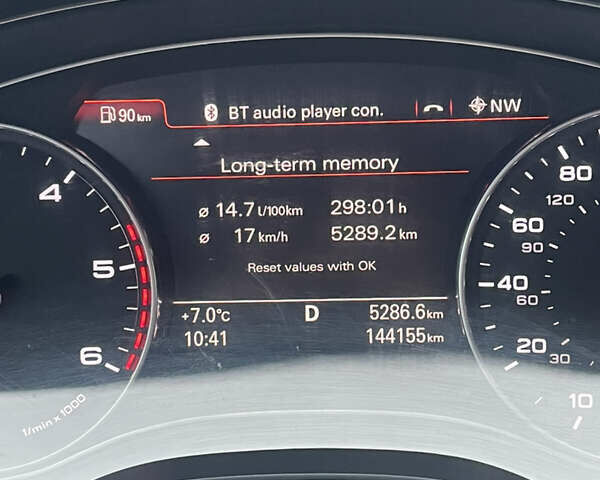 90 km BT audio player con. NW
Long-term memory
ø 14.7 l/100km 298:01 h
ø 17 km/h 5289.2 km
Reset values with OK
+7.0°C D 5286.6 km
10:41 144155 km
4
5
6
1/min x 1000
80
120
60
90
40
60
20
30
10